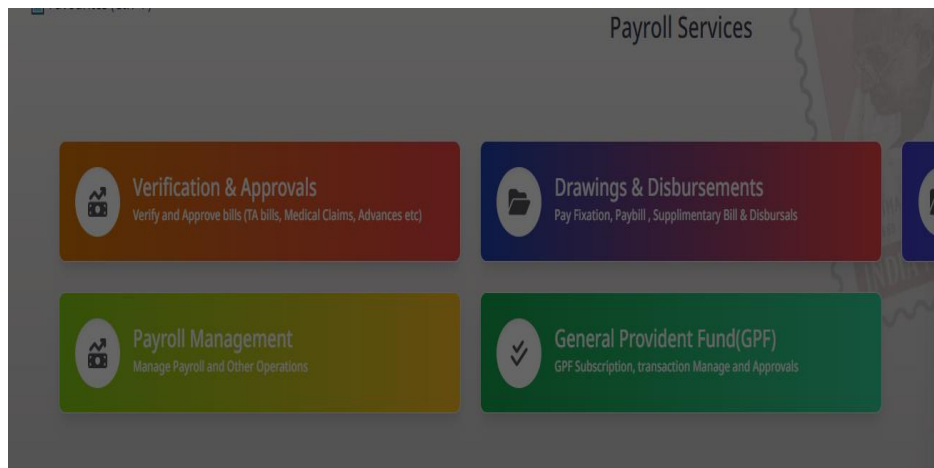 Payroll Services
Verification & Approvals
Verify and Approve bills (TA bills, Medical Claims, Advances etc)
Drawings & Disbursements
Pay Fixation, Paybill , Supplimentary Bill & Disbursals
Payroll Management
Manage Payroll and Other Operations
General Provident Fund(GPF)
GPF Subscription, transaction Manage and Approvals